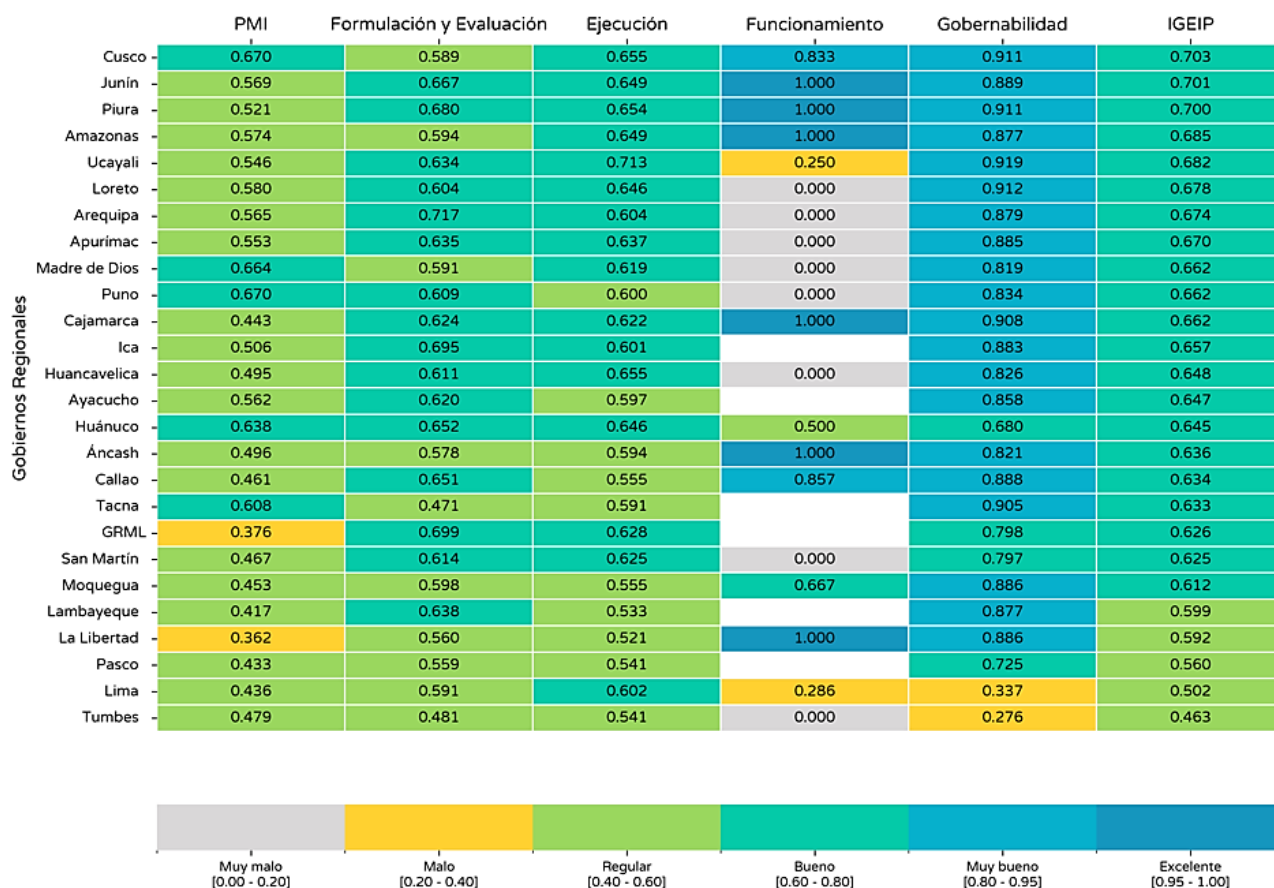 PMI Formulación y Evaluación Ejecución Funcionamiento Gobernabilidad IGEIP
Gobiernos Regionales
Cusco 0.670 0.589 0.655 0.833 0.911 0.703
Junín 0.569 0.667 0.649 1.000 0.889 0.701
Piura 0.521 0.680 0.654 1.000 0.911 0.700
Amazonas 0.574 0.594 0.649 1.000 0.877 0.685
Ucayali 0.546 0.634 0.713 0.250 0.919 0.682
Loreto 0.580 0.604 0.646 0.000 0.912 0.678
Arequipa 0.565 0.717 0.604 0.000 0.879 0.674
Apurímac 0.553 0.635 0.637 0.000 0.885 0.670
Madre de Dios 0.664 0.591 0.619 0.000 0.819 0.662
Puno 0.670 0.609 0.600 0.000 0.834 0.662
Cajamarca 0.443 0.624 0.622 1.000 0.908 0.662
Ica 0.506 0.695 0.601 0.883 0.657
Huancavelica 0.495 0.611 0.655 0.000 0.826 0.648
Ayacucho 0.562 0.620 0.597 0.858 0.647
Huánuco 0.638 0.652 0.646 0.500 0.680 0.645
Áncash 0.496 0.578 0.594 1.000 0.821 0.636
Callao 0.461 0.651 0.555 0.857 0.888 0.634
Tacna 0.608 0.471 0.591 0.905 0.633
GRML 0.376 0.699 0.628 0.798 0.626
San Martín 0.467 0.614 0.625 0.000 0.797 0.625
Moquegua 0.453 0.598 0.555 0.667 0.886 0.612
Lambayeque 0.417 0.638 0.533 0.877 0.599
La Libertad 0.362 0.560 0.521 1.000 0.886 0.592
Pasco 0.433 0.559 0.541 0.725 0.560
Lima 0.436 0.591 0.602 0.286 0.337 0.502
Tumbes 0.479 0.481 0.541 0.000 0.276 0.463
Muy malo Malo Regular Bueno Muy bueno Excelente
[0.00 - 0.20] [0.20 - 0.40] [0.40 - 0.60] [0.60 - 0.80] [0.80 - 0.95] [0.95 - 1.00]